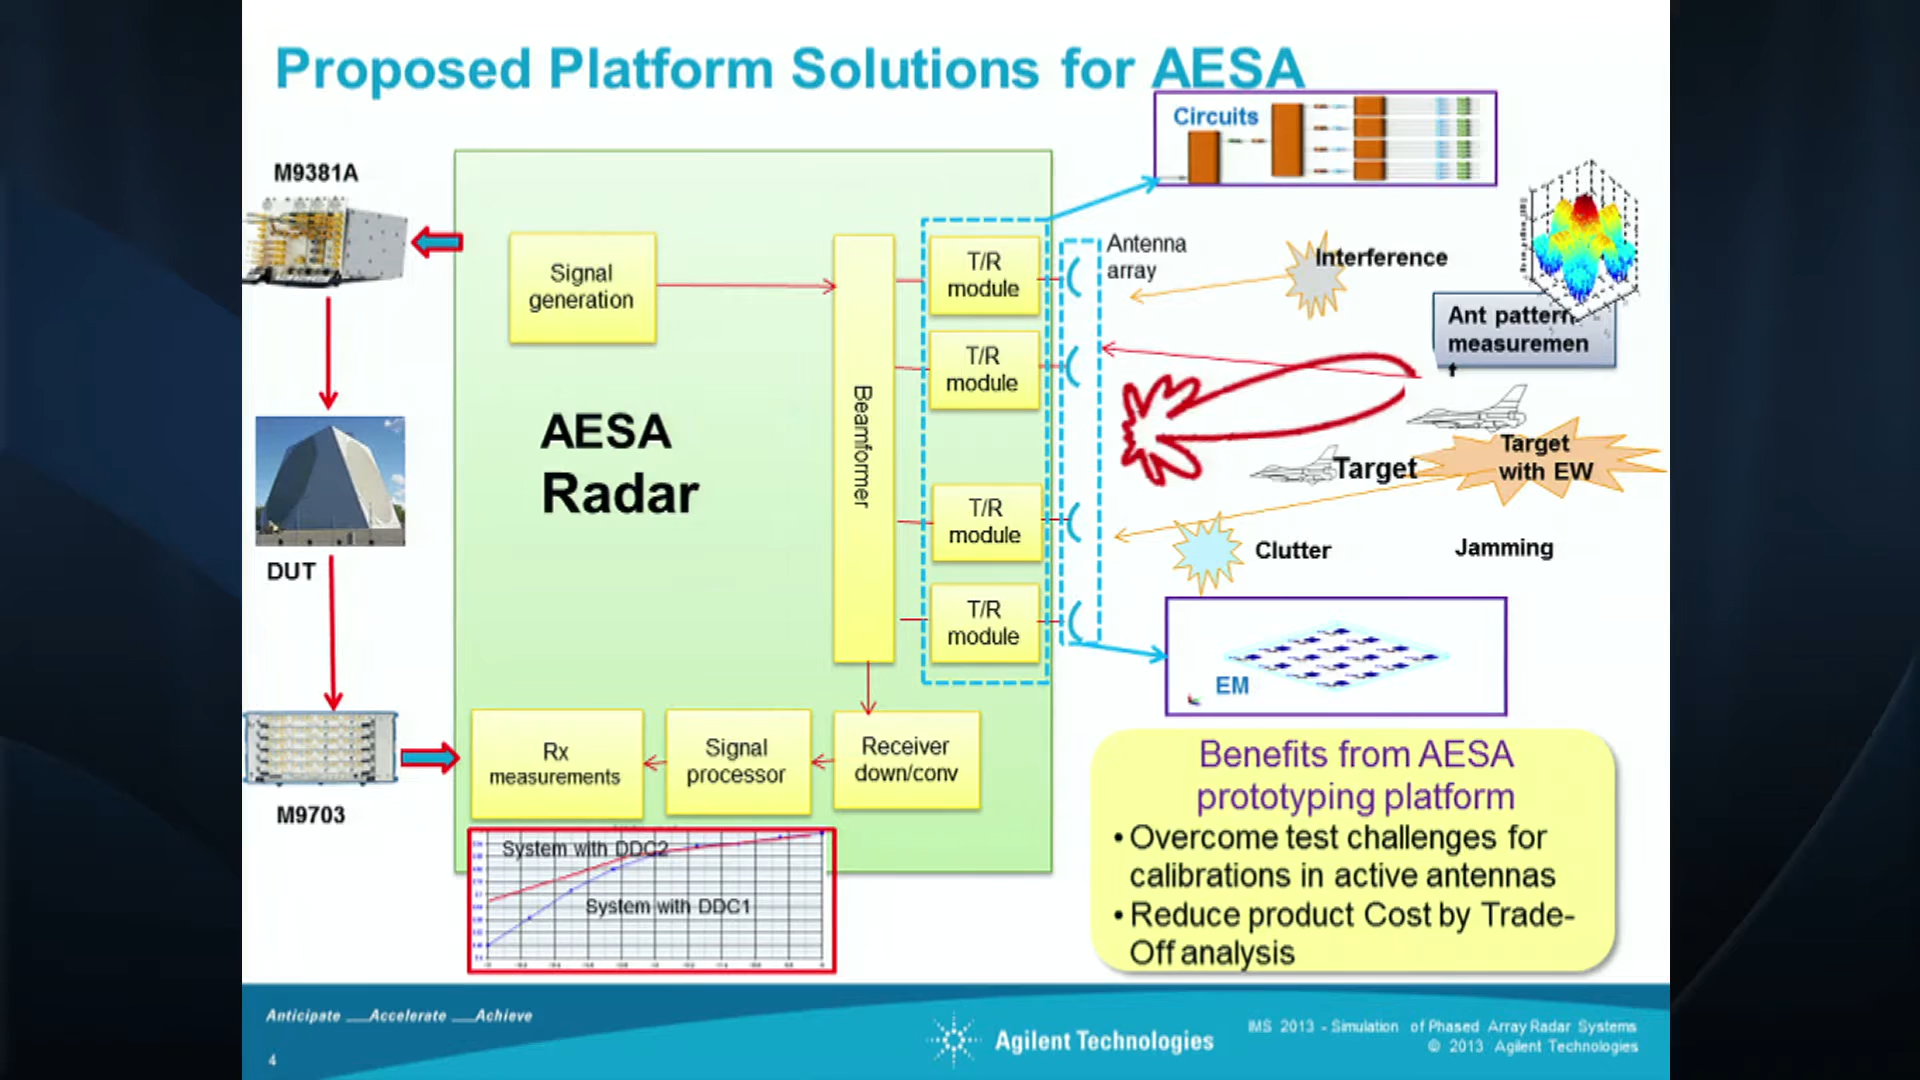 Proposed Platform Solutions for AESA
M9381A
DUT
M9703
Signal
generation
AESA
Radar
Beamformer
T/R
module
T/R
module
T/R
module
T/R
module
Rx
measurements
Signal
processor
Receiver
down/conv
System with DDC2
System with DDC1
Circuits
Antenna
array
Interference
Ant pattern
measuremen
t
Target
Target
with EW
Clutter
Jamming
EM
Benefits from AESA
prototyping platform
• Overcome test challenges for
calibrations in active antennas
• Reduce product Cost by Trade-
Off analysis
Anticipate __Accelerate __Achieve
4
Agilent Technologies
IMS 2013 - Simulation of Phased Array Radar Systems
© 2013 Agilent Technologies